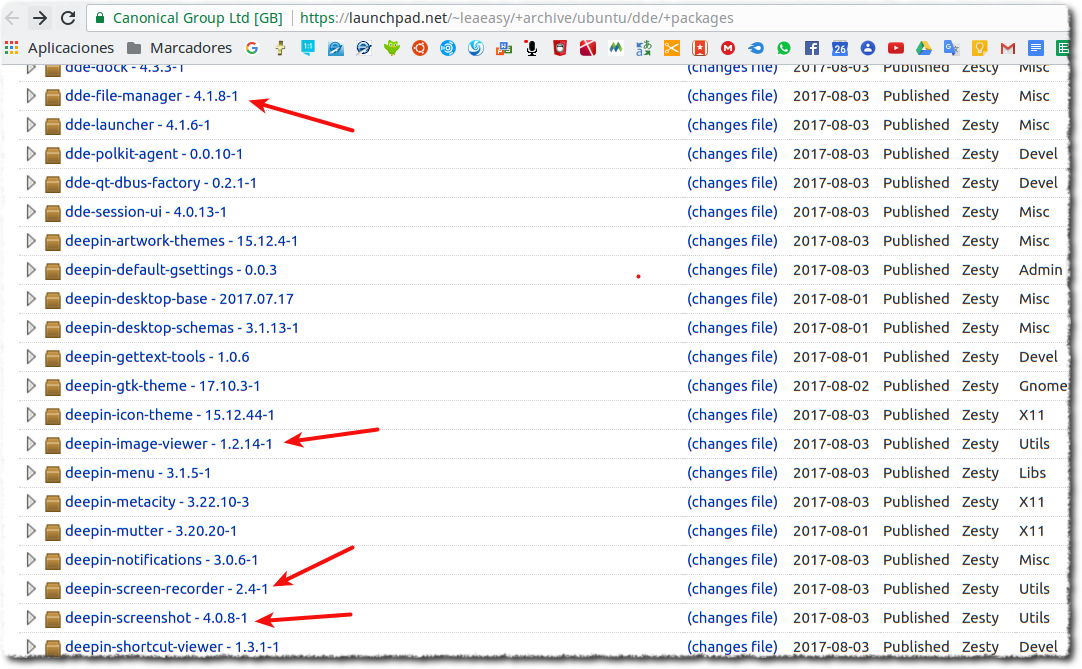 Canonical Group Ltd [GB] https://launchpad.net/~leaeasy/+archive/ubuntu/dde/+packages
Aplicaciones Marcadores
dde-dock - 4.3.3-1 (changes file) 2017-08-03 Published Zesty Misc
dde-file-manager - 4.1.8-1 (changes file) 2017-08-03 Published Zesty Misc
dde-launcher - 4.1.6-1 (changes file) 2017-08-03 Published Zesty Misc
dde-polkit-agent - 0.0.10-1 (changes file) 2017-08-03 Published Zesty Devel
dde-qt-dbus-factory - 0.2.1-1 (changes file) 2017-08-03 Published Zesty Devel
dde-session-ui - 4.0.13-1 (changes file) 2017-08-03 Published Zesty Misc
deepin-artwork-themes - 15.12.4-1 (changes file) 2017-08-03 Published Zesty Misc
deepin-default-gsettings - 0.0.3 (changes file) 2017-08-03 Published Zesty Admin
deepin-desktop-base - 2017.07.17 (changes file) 2017-08-01 Published Zesty Misc
deepin-desktop-schemas - 3.1.13-1 (changes file) 2017-08-01 Published Zesty Misc
deepin-gettext-tools - 1.0.6 (changes file) 2017-08-01 Published Zesty Devel
deepin-gtk-theme - 17.10.3-1 (changes file) 2017-08-02 Published Zesty Gnome
deepin-icon-theme - 15.12.44-1 (changes file) 2017-08-03 Published Zesty X11
deepin-image-viewer - 1.2.14-1 (changes file) 2017-08-03 Published Zesty Utils
deepin-menu - 3.1.5-1 (changes file) 2017-08-03 Published Zesty Libs
deepin-metacity - 3.22.10-3 (changes file) 2017-08-03 Published Zesty X11
deepin-mutter - 3.20.20-1 (changes file) 2017-08-01 Published Zesty X11
deepin-notifications - 3.0.6-1 (changes file) 2017-08-03 Published Zesty Misc
deepin-screen-recorder - 2.4-1 (changes file) 2017-08-03 Published Zesty Utils
deepin-screenshot - 4.0.8-1 (changes file) 2017-08-03 Published Zesty Utils
deepin-shortcut-viewer - 1.3.1-1 (changes file) 2017-08-03 Published Zesty Devel